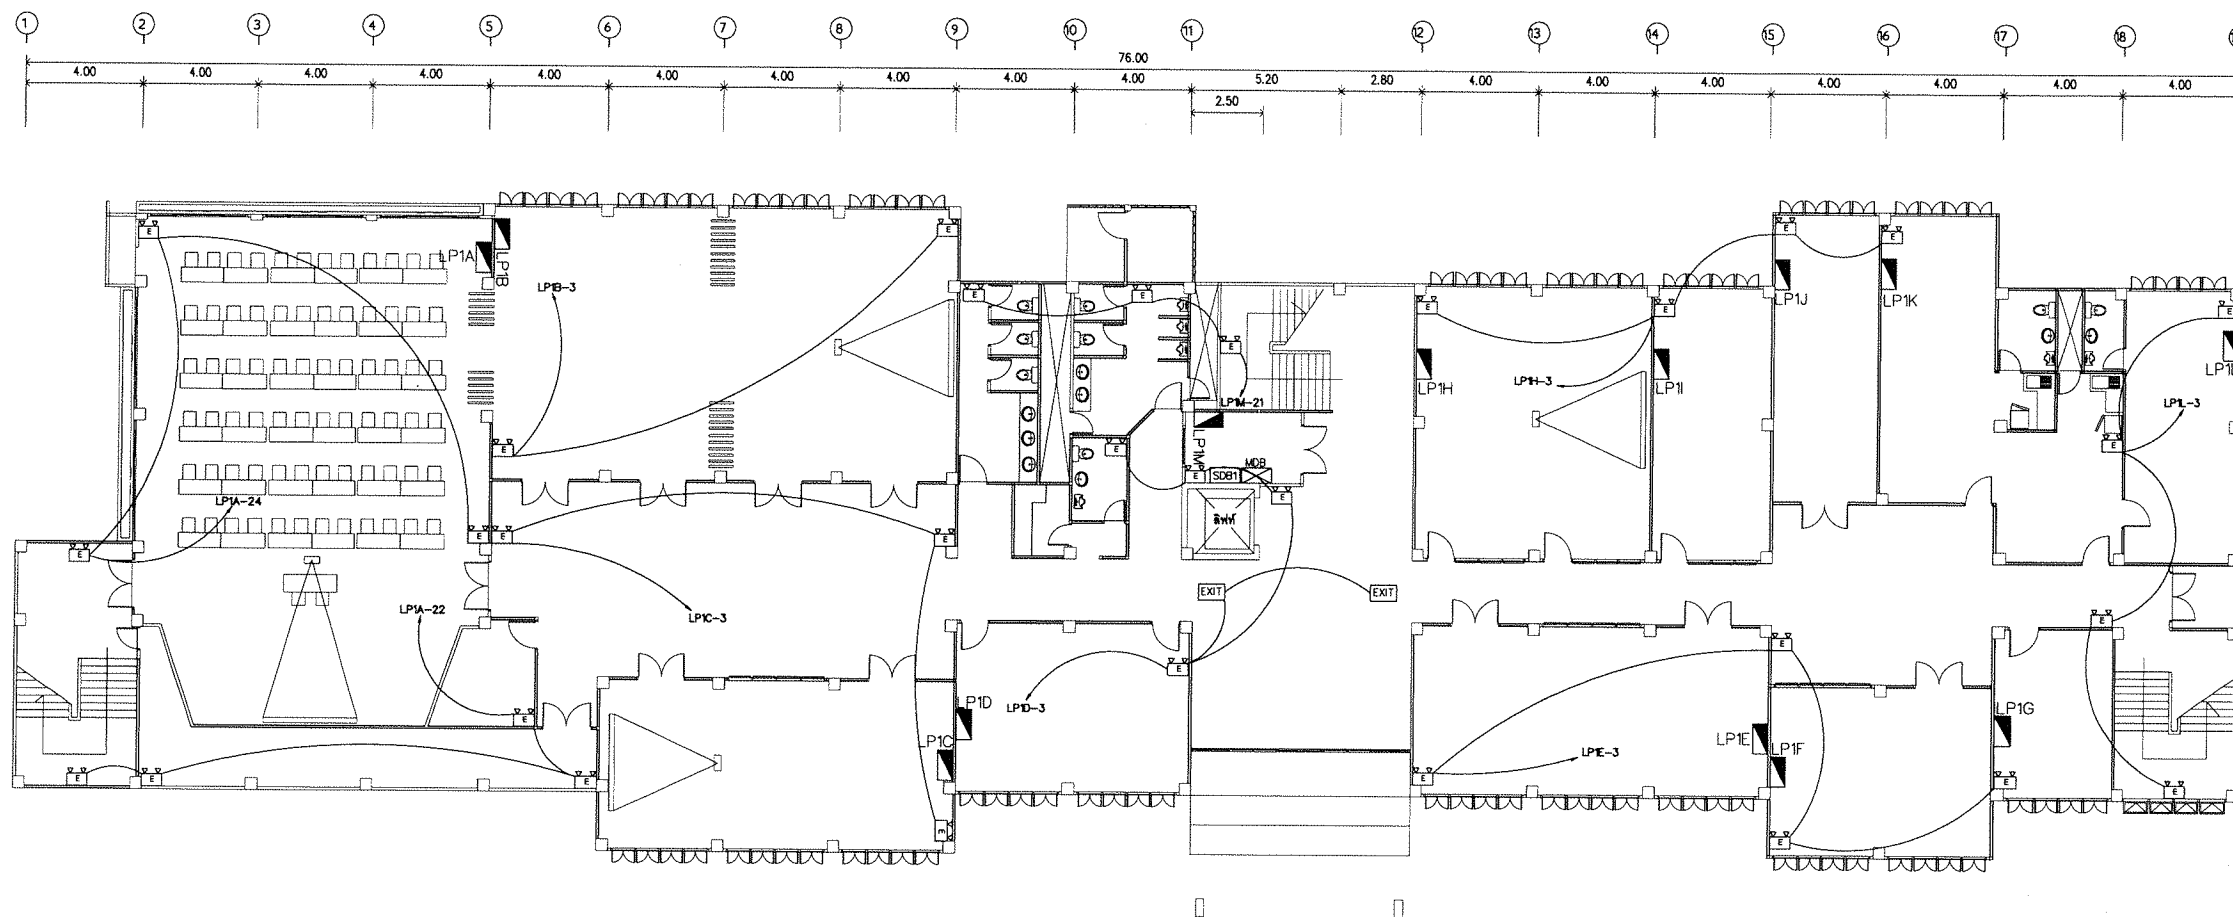 1 2 3 4 5 6 7 8 9 10 11 12 13 14 15 16 17 18
76.00
4.00 4.00 4.00 4.00 4.00 4.00 4.00 4.00 4.00 4.00 5.20 2.80 4.00 4.00 4.00 4.00 4.00 4.00 4.00
2.50
E E E E
LP1A
LP1B
LP1J
LP1K
LP1B-3
E E E E E
E
LP1H
LP1H-3
LP1I
LP1M-21
LP1L-3
LP1M
E E
E
E SDB1 MDB
E
LP1A-24
ลิฟท์
E E E
E
EXIT EXIT
LP1A-22
LP1C-3
E
E
E
LP1D-3
LP1D
LP1G
E
LP1C
LP1E
LP1F
LP1E-3
E E E E E
E
E
E